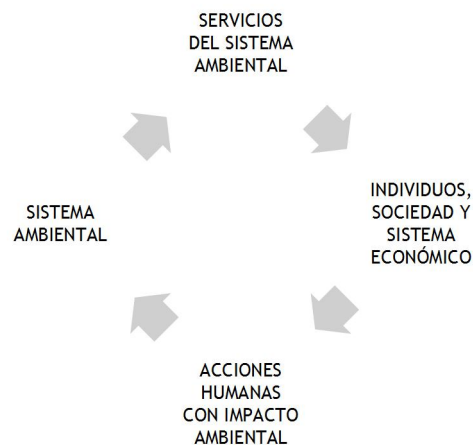 SERVICIOS
DEL SISTEMA
AMBIENTAL
INDIVIDUOS,
SOCIEDAD Y
SISTEMA
ECONÓMICO
ACCIONES
HUMANAS
CON IMPACTO
AMBIENTAL
SISTEMA
AMBIENTAL